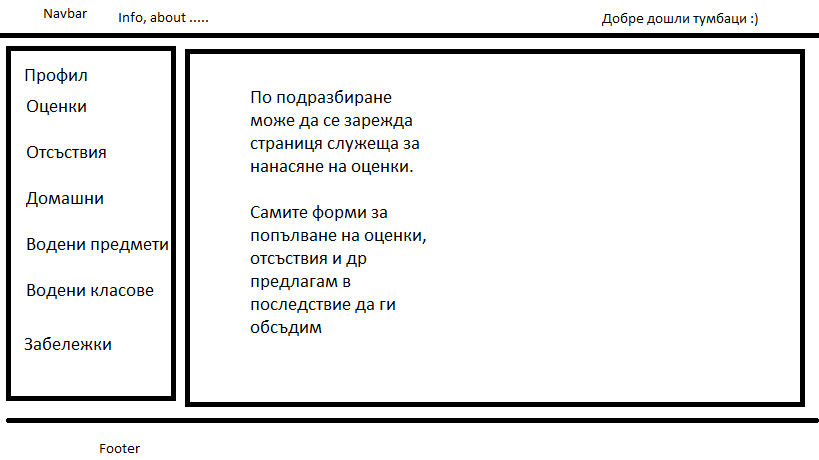 Navbar
Info, about .....
Добре дошли тумбаци :)
Профил
Оценки
Отсъствия
Домашни
Водени предмети
Водени класове
Забележки
По подразбиране
може да се зарежда
страниця служеща за
нанасяне на оценки.
Самите форми за
попълване на оценки,
отсъствия и др
предлагам в
последствие да ги
обсъдим
Footer